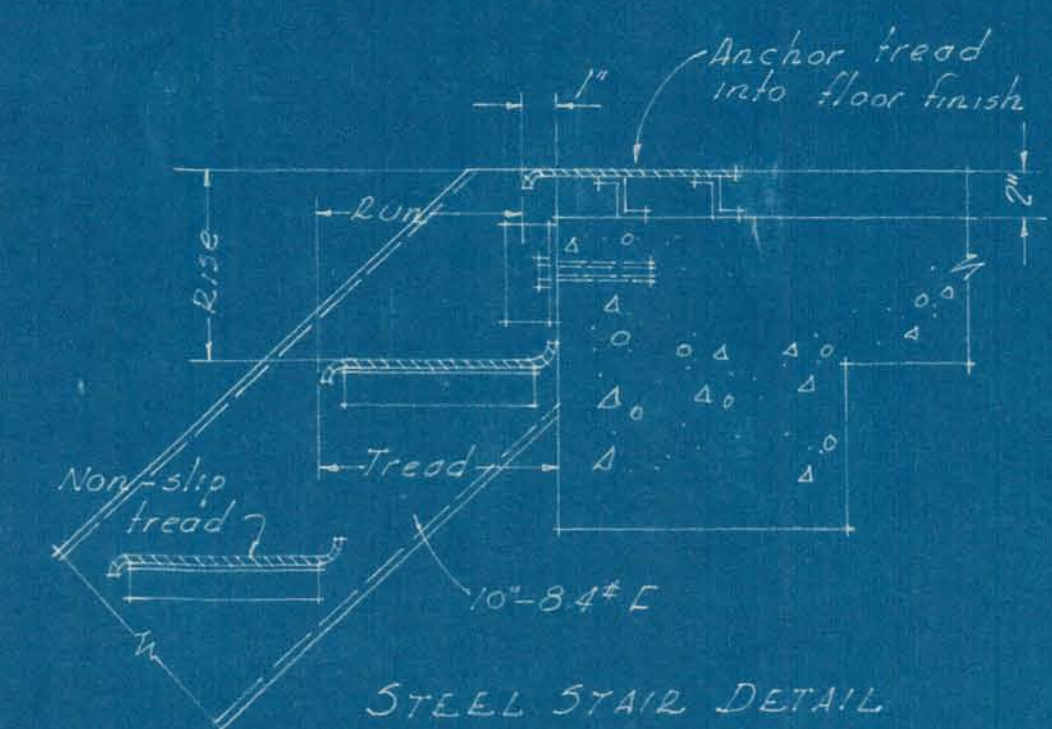 Anchor tread
into floor finish
1"
2"
Run
Rise
Tread
Non-slip
tread
10"-8.4# [
STEEL STAIR DETAIL